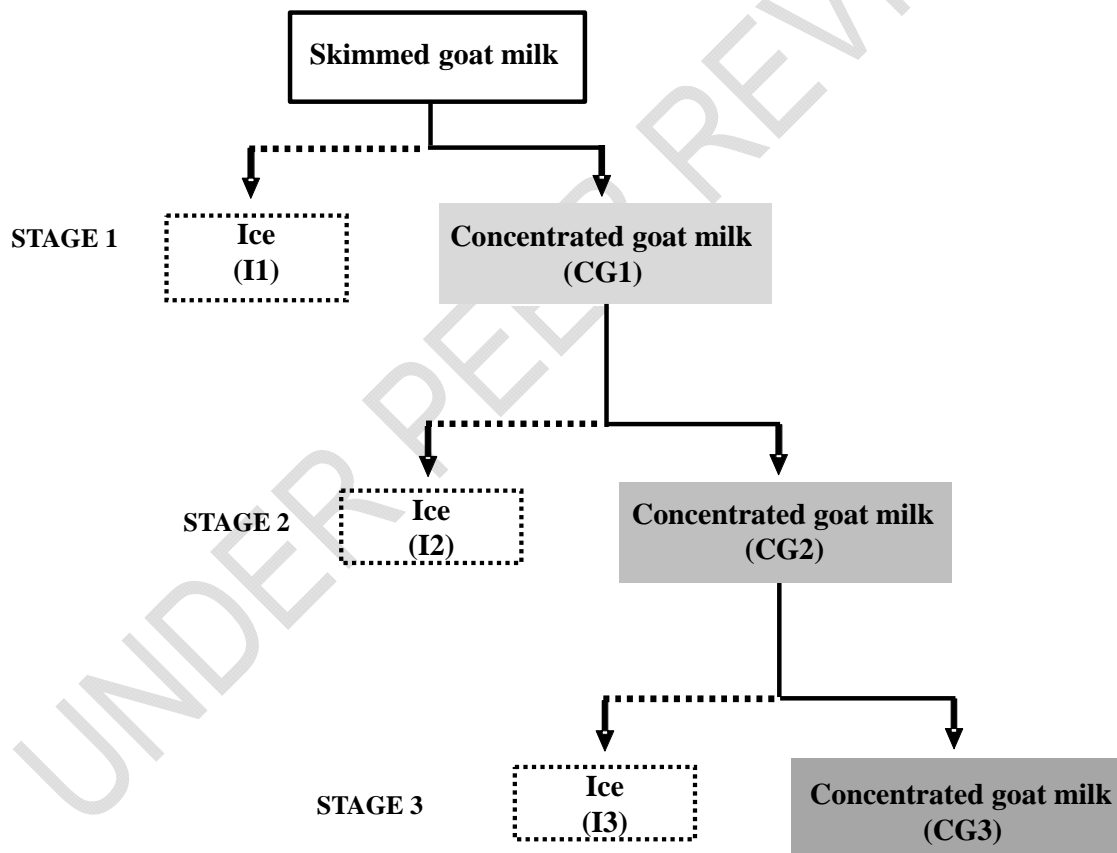 Skimmed goat milk
STAGE 1
Ice
(I1)
Concentrated goat milk
(CG1)
STAGE 2
Ice
(I2)
Concentrated goat milk
(CG2)
STAGE 3
Ice
(I3)
Concentrated goat milk
(CG3)
UNDER PEER REV